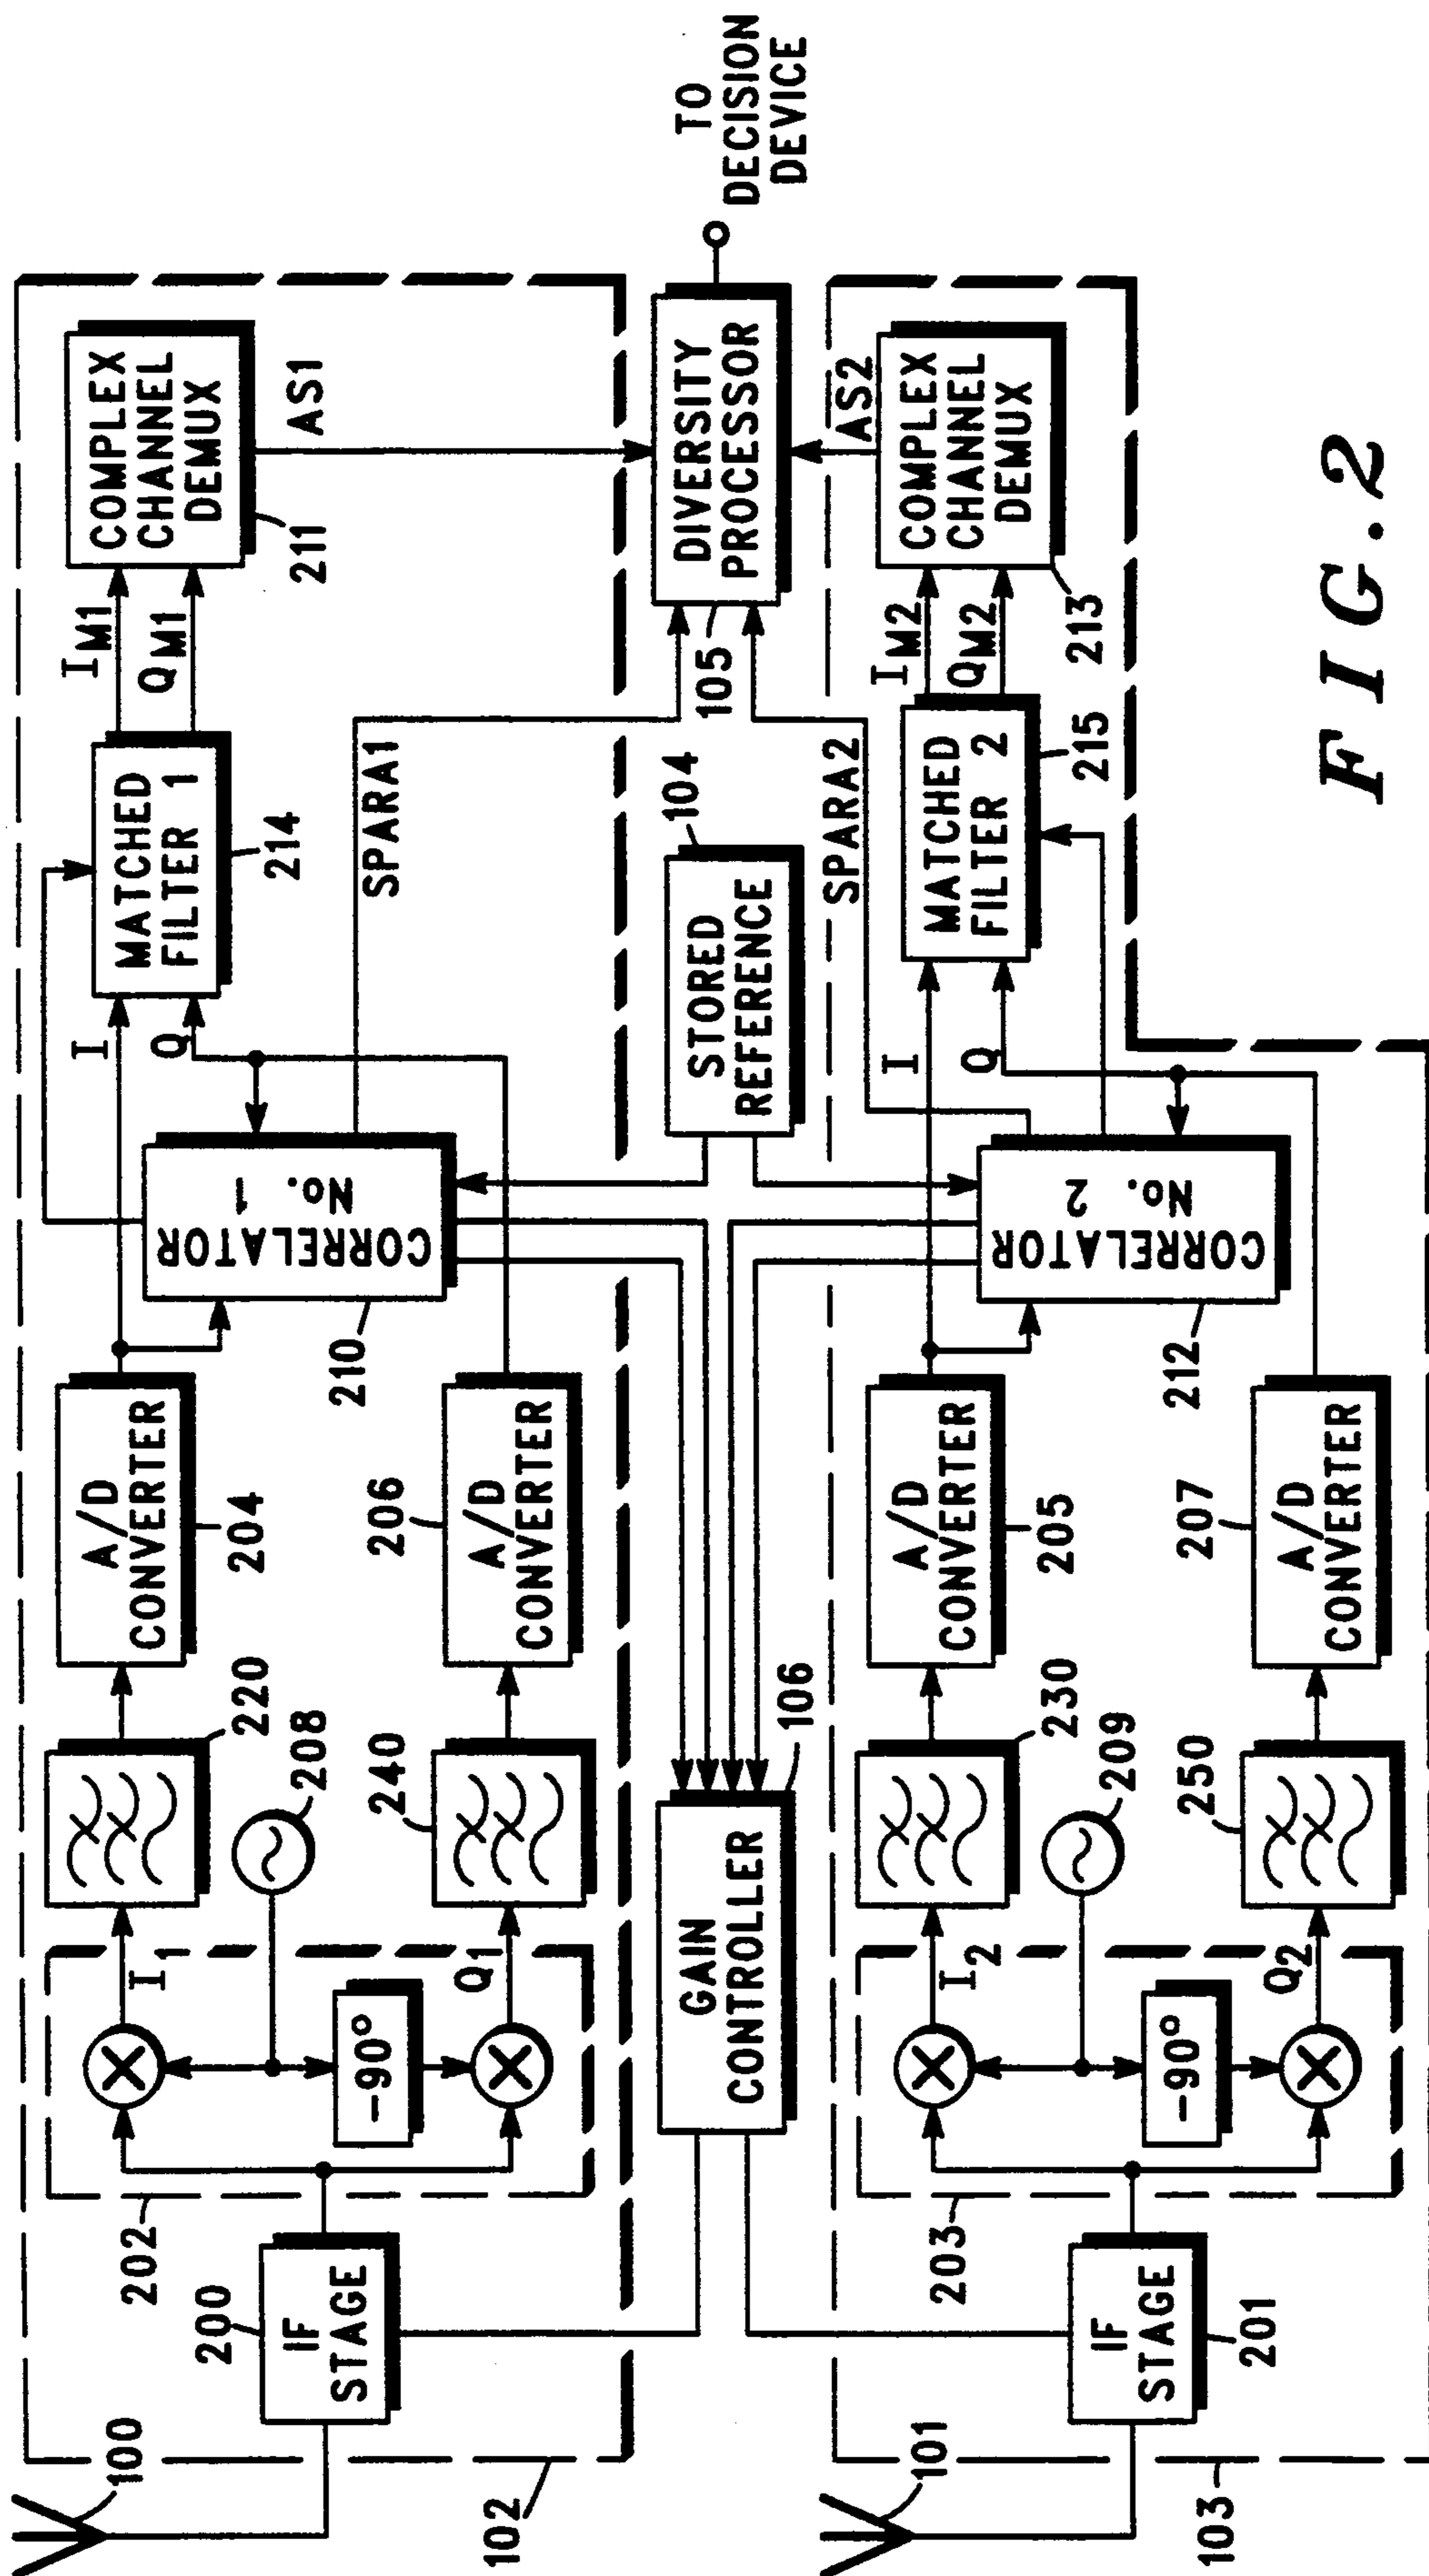 100
102
IF
STAGE
200
202
I1
Q1
-90°
208
220
240
A/D
CONVERTER
204
A/D
CONVERTER
206
CORRELATOR
No. 1
210
I
Q
MATCHED
FILTER 1
214
IM1
QM1
COMPLEX
CHANNEL
DEMUX
211
AS1
SPARA1
GAIN
CONTROLLER
106
STORED
REFERENCE
104
DIVERSITY
PROCESSOR
105
TO
DECISION
DEVICE
101
103
IF
STAGE
201
203
I2
Q2
-90°
209
230
250
A/D
CONVERTER
205
A/D
CONVERTER
207
CORRELATOR
No. 2
212
I
Q
SPARA2
MATCHED
FILTER 2
215
IM2
QM2
COMPLEX
CHANNEL
DEMUX
213
AS2
FIG.2